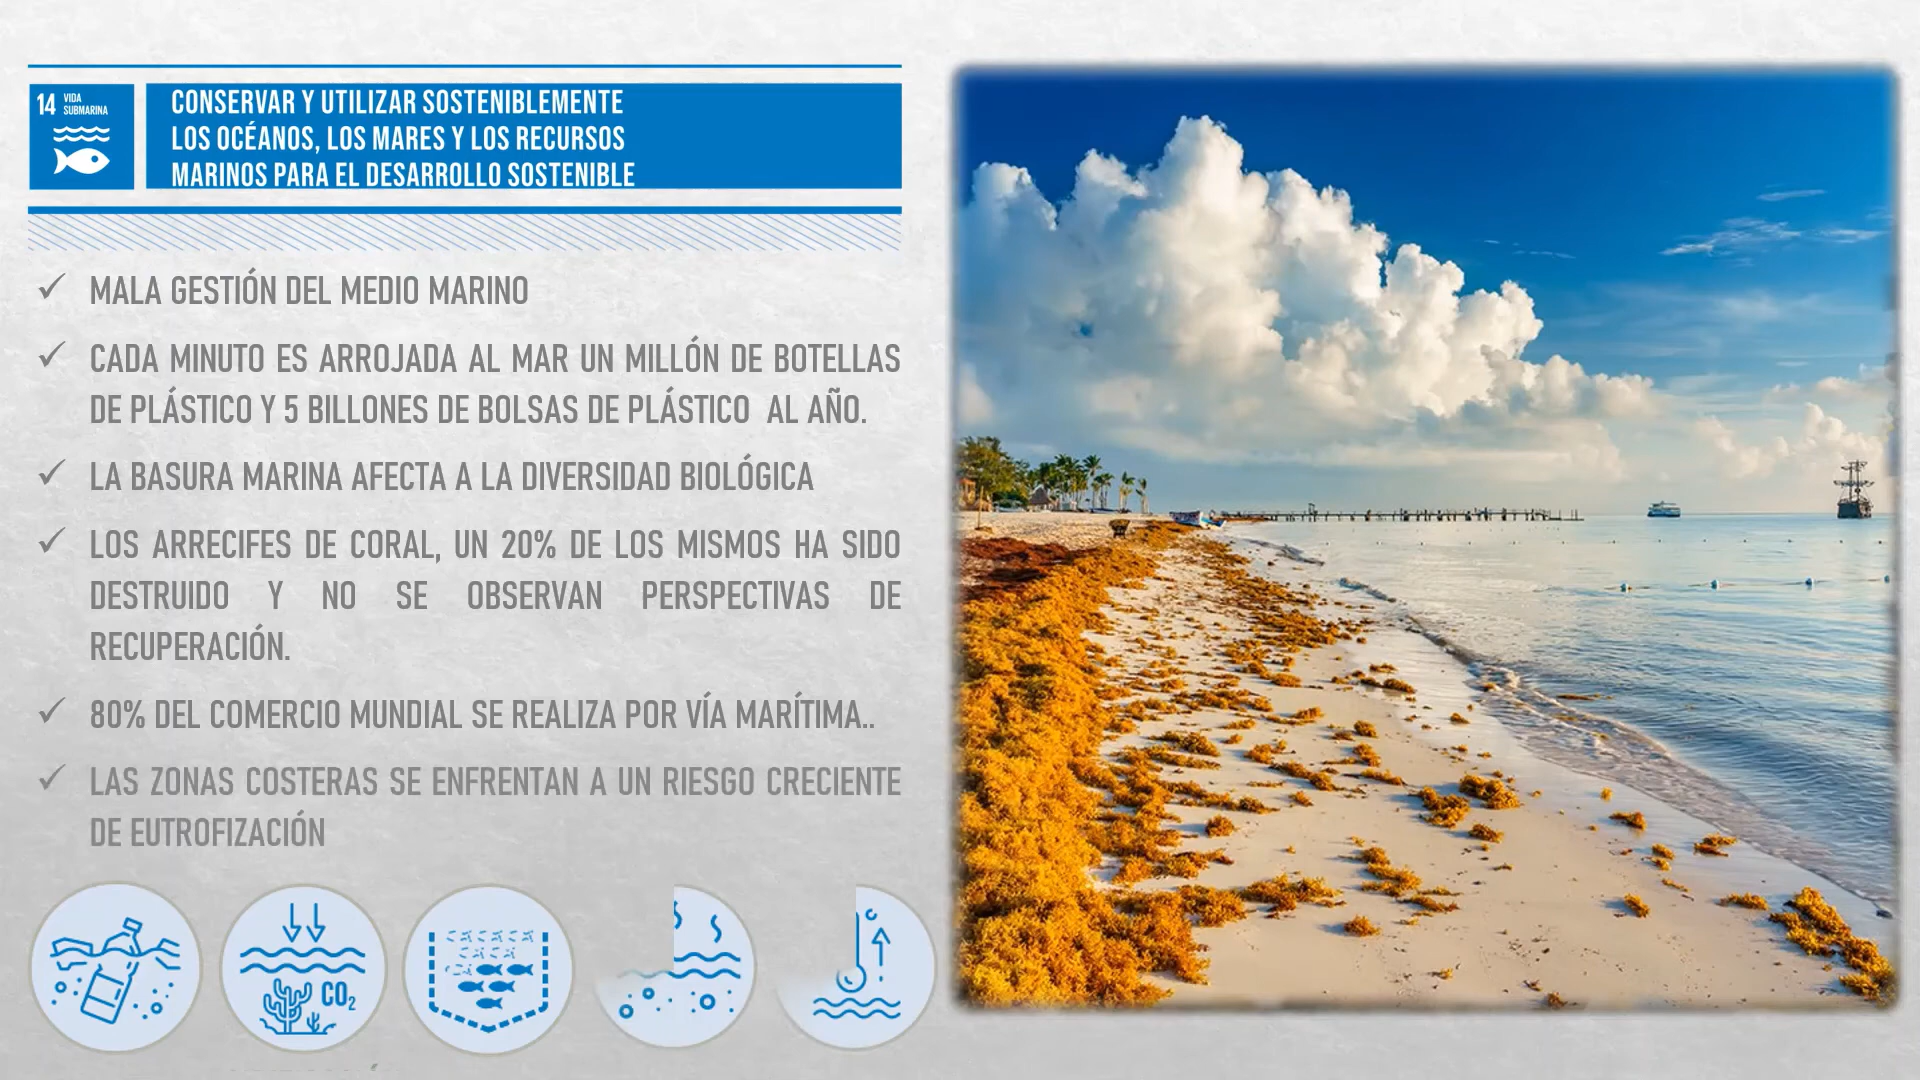 14 VIDA
SUBMARINA
CONSERVAR Y UTILIZAR SOSTENIBLEMENTE
LOS OCÉANOS, LOS MARES Y LOS RECURSOS
MARINOS PARA EL DESARROLLO SOSTENIBLE
✓ MALA GESTIÓN DEL MEDIO MARINO
✓ CADA MINUTO ES ARROJADA AL MAR UN MILLÓN DE BOTELLAS
DE PLÁSTICO Y 5 BILLONES DE BOLSAS DE PLÁSTICO AL AÑO.
✓ LA BASURA MARINA AFECTA A LA DIVERSIDAD BIOLÓGICA
✓ LOS ARRECIFES DE CORAL, UN 20% DE LOS MISMOS HA SIDO
DESTRUIDO Y NO SE OBSERVAN PERSPECTIVAS DE
RECUPERACIÓN.
✓ 80% DEL COMERCIO MUNDIAL SE REALIZA POR VÍA MARÍTIMA..
✓ LAS ZONAS COSTERAS SE ENFRENTAN A UN RIESGO CRECIENTE
DE EUTROFIZACIÓN
CO₂